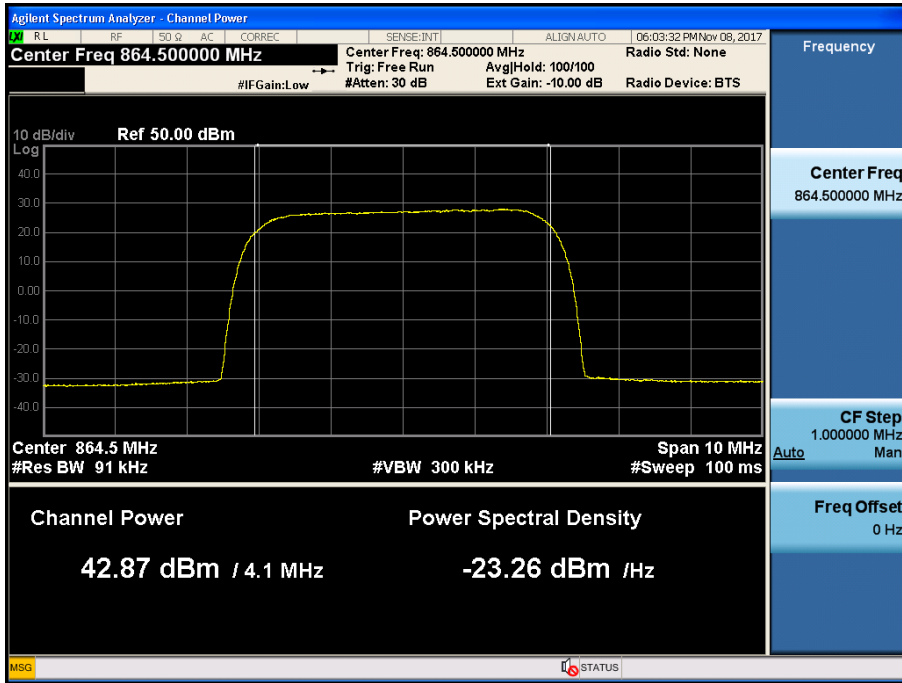 Agilent Spectrum Analyzer - Channel Power
LXI RL RF 50 Ω AC CORREC SENSE:INT ALIGNAUTO 06:03:32 PMNov 08, 2017
Center Freq 864.500000 MHz
Center Freq: 864.500000 MHz Radio Std: None
Trig: Free Run Avg|Hold: 100/100
#IFGain:Low #Atten: 30 dB Ext Gain: -10.00 dB Radio Device: BTS
Frequency
10 dB/div Ref 50.00 dBm
Log
40.0
30.0
20.0
10.0
0.00
-10.0
-20.0
-30.0
-40.0
Center 864.5 MHz Span 10 MHz
#Res BW 91 kHz #VBW 300 kHz #Sweep 100 ms
Channel Power Power Spectral Density
42.87 dBm / 4.1 MHz -23.26 dBm /Hz
Center Freq
864.500000 MHz
CF Step
1.000000 MHz
Auto Man
Freq Offset
0 Hz
MSG STATUS